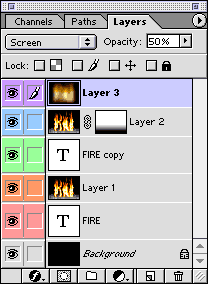 Channels Paths Layers
Screen Opacity: 50%
Lock:
Layer 3
Layer 2
T FIRE copy
Layer 1
T FIRE
Background